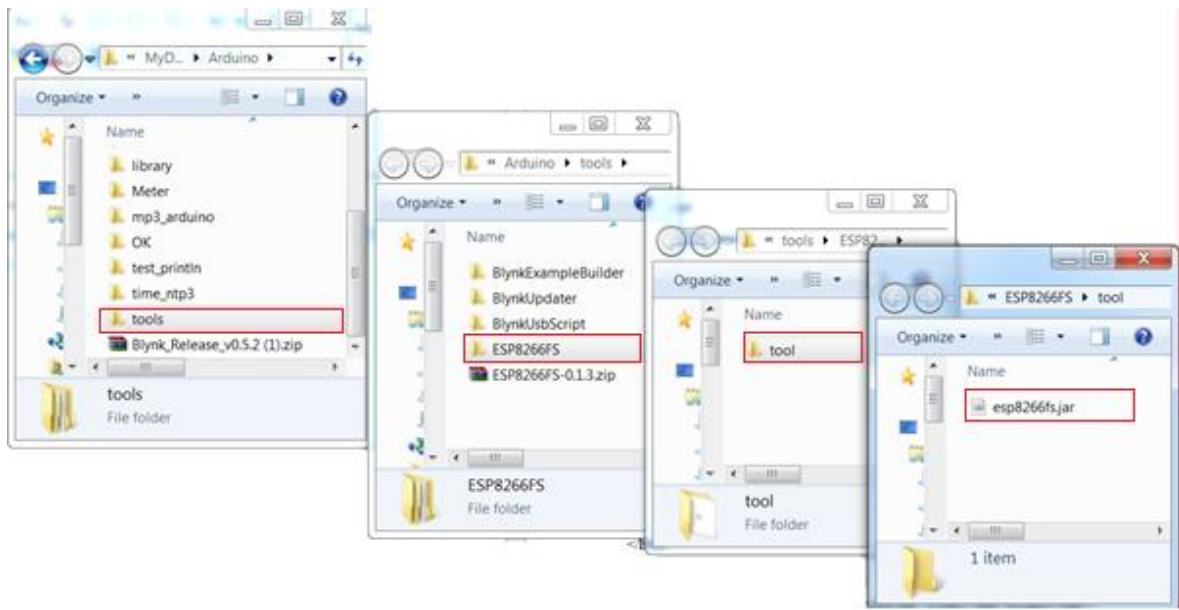 « MyD... ▸ Arduino ▸
Organize ▾ »
Name
library
Meter
mp3_arduino
OK
test_println
time_ntp3
tools
Blynk_Release_v0.5.2 (1).zip
tools
File folder
« Arduino ▸ tools ▸
Organize ▾ »
Name
BlynkExampleBuilder
BlynkUpdater
BlynkUsbScript
ESP8266FS
ESP8266FS-0.1.3.zip
ESP8266FS
File folder
« tools ▸ ESP82... ▸
Organize ▾ »
Name
tool
tool
File folder
« ESP8266FS ▸ tool
Organize ▾ »
Name
esp8266fs.jar
1 item